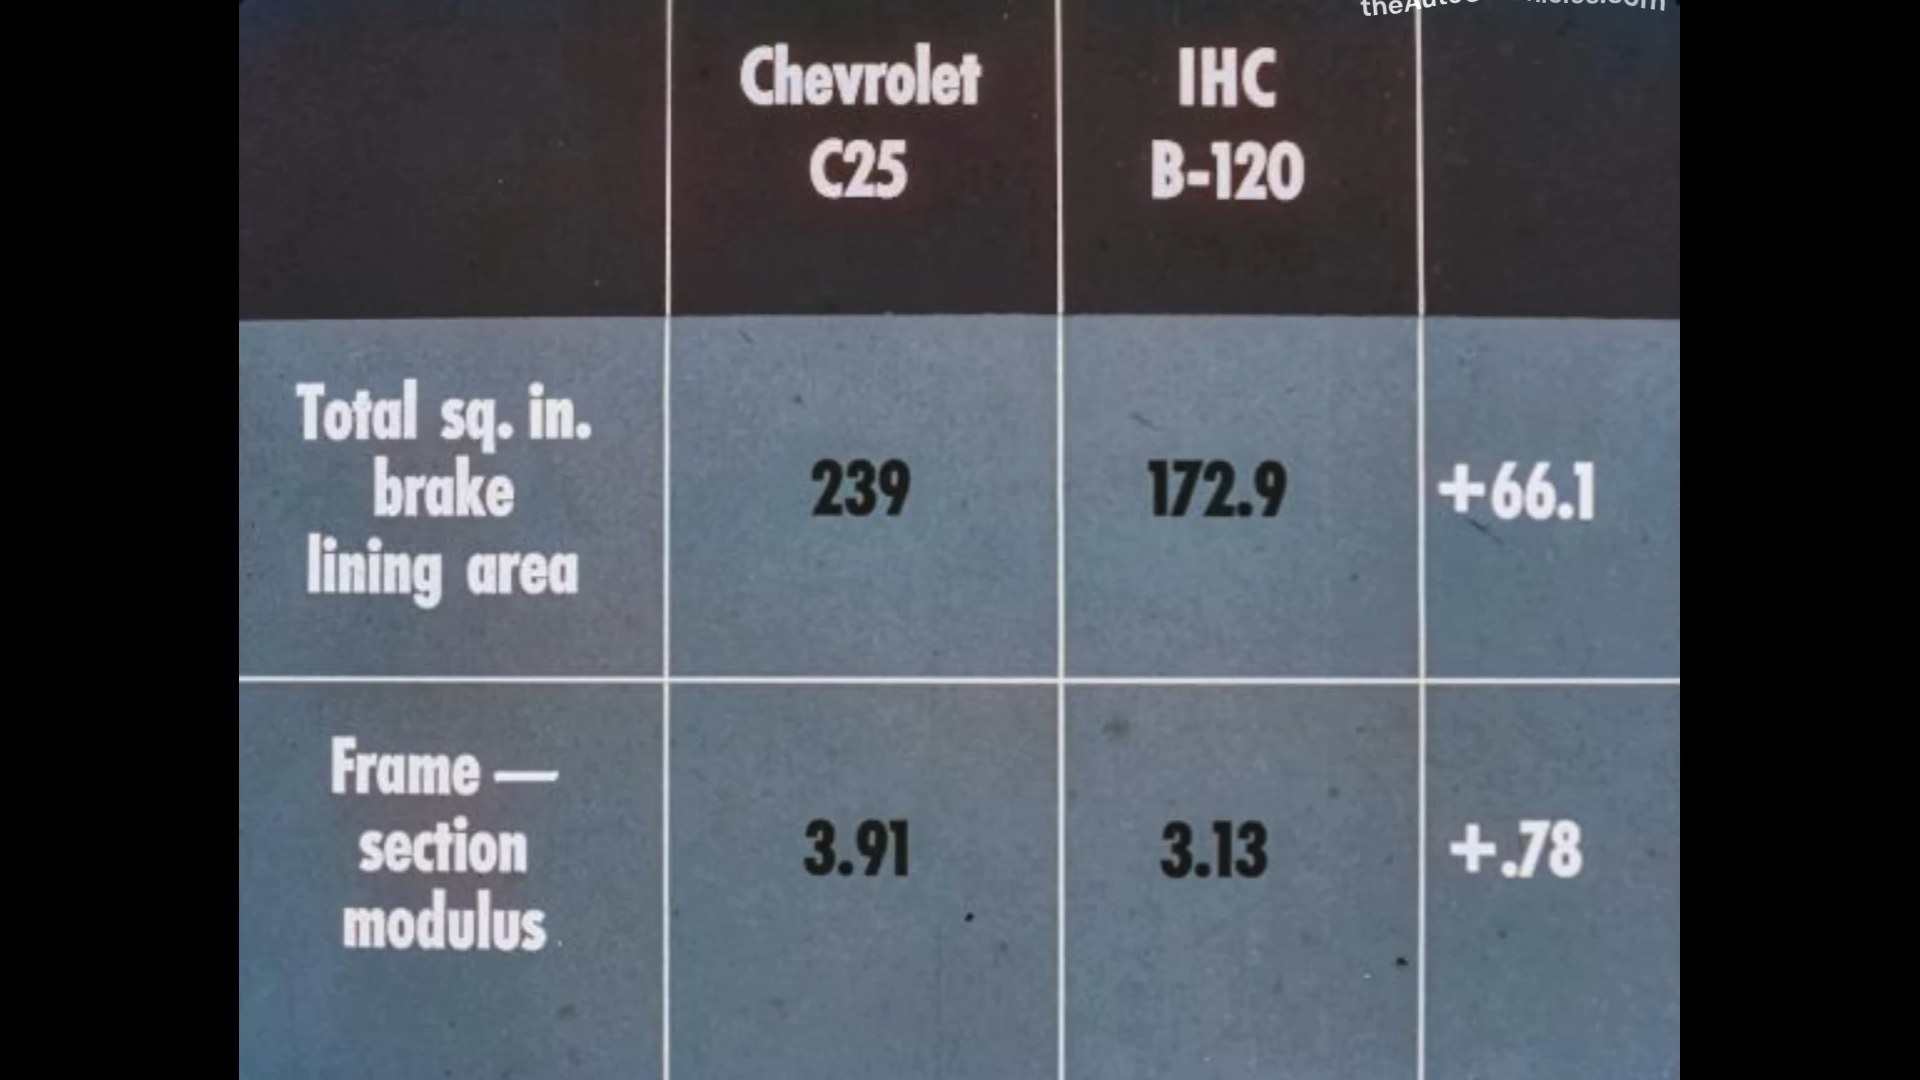 Chevrolet
C25
IHC
B-120
Total sq. in.
brake
lining area
239
172.9
+66.1
Frame —
section
modulus
3.91
3.13
+.78